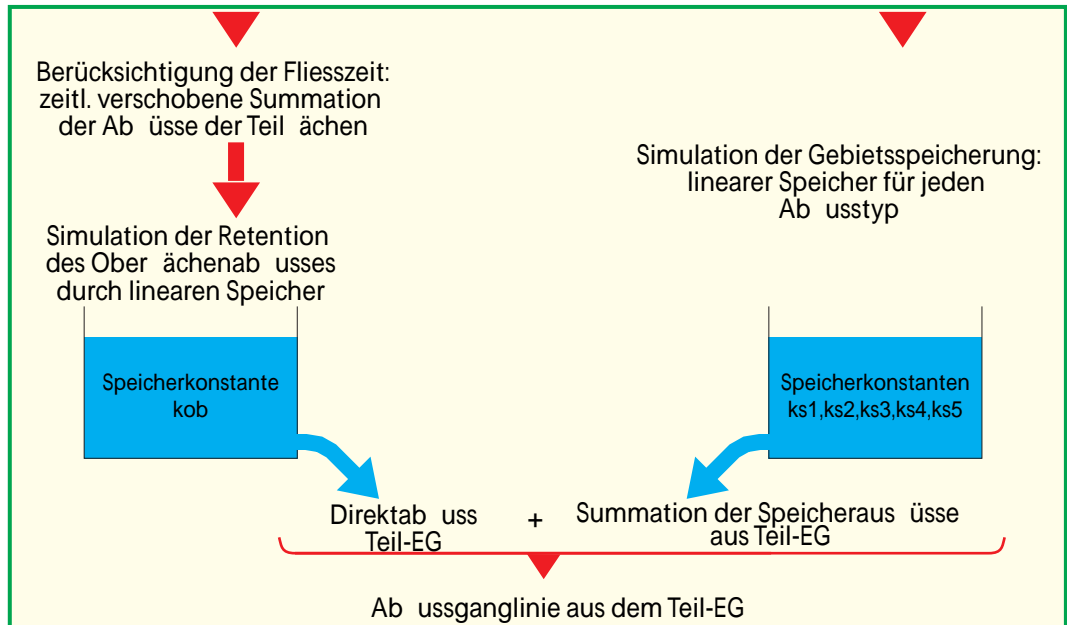 Berücksichtigung der Fliesszeit:
zeitl. verschobene Summation
der Ab üsse der Teil ächen
Simulation der Retention
des Ober ächenab usses
durch linearen Speicher
Speicherkonstante
kob
Simulation der Gebietsspeicherung:
linearer Speicher für jeden
Ab usstyp
Speicherkonstanten
ks1,ks2,ks3,ks4,ks5
Direktab uss
Teil-EG
+
Summation der Speicheraus üsse
aus Teil-EG
Ab ussganglinie aus dem Teil-EG